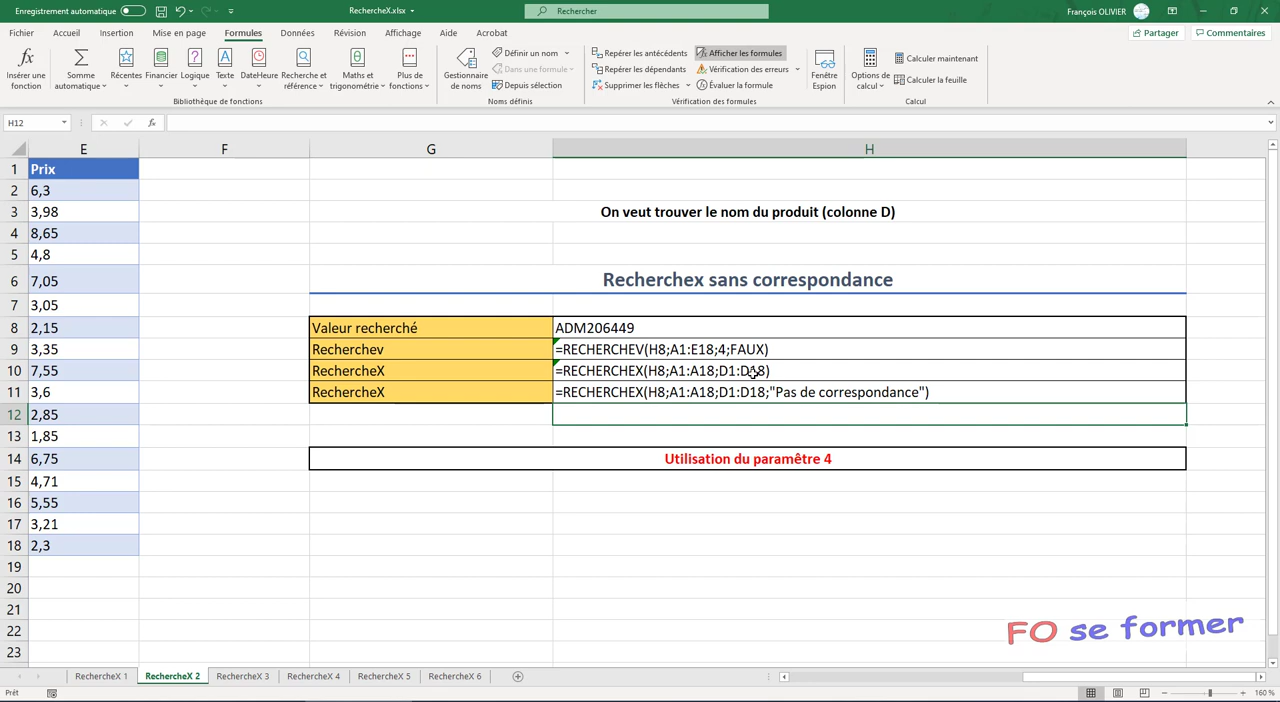 Enregistrement automatique
RechercheX.xlsx
Rechercher
François OLIVIER
Fichier Accueil Insertion Mise en page Formules Données Révision Affichage Aide Acrobat
Partager Commentaires
Insérer une fonction
Somme automatique
Récentes
Financier
Logique
Texte
DateHeure
Recherche et référence
Maths et trigonométrie
Plus de fonctions
Bibliothèque de fonctions
Gestionnaire de noms
Définir un nom
Dans une formule
Depuis sélection
Noms définis
Repérer les antécédents
Repérer les dépendants
Supprimer les flèches
Afficher les formules
Vérification des erreurs
Évaluer la formule
Vérification des formules
Fenêtre Espion
Options de calcul
Calculer maintenant
Calculer la feuille
Calcul
H12
fx
E F G H
1 Prix
2 6,3
3 3,98 On veut trouver le nom du produit (colonne D)
4 8,65
5 4,8
6 7,05 Recherchex sans correspondance
7 3,05
8 2,15 Valeur recherché ADM206449
9 3,35 Recherchev =RECHERCHEV(H8;A1:E18;4;FAUX)
10 7,55 RechercheX =RECHERCHEX(H8;A1:A18;D1:D18)
11 3,6 RechercheX =RECHERCHEX(H8;A1:A18;D1:D18;"Pas de correspondance")
12 2,85
13 1,85
14 6,75 Utilisation du paramêtre 4
15 4,71
16 5,55
17 3,21
18 2,3
19
20
21
22
23
FO se former
RechercheX 1 RechercheX 2 RechercheX 3 RechercheX 4 RechercheX 5 RechercheX 6
Prêt
160 %